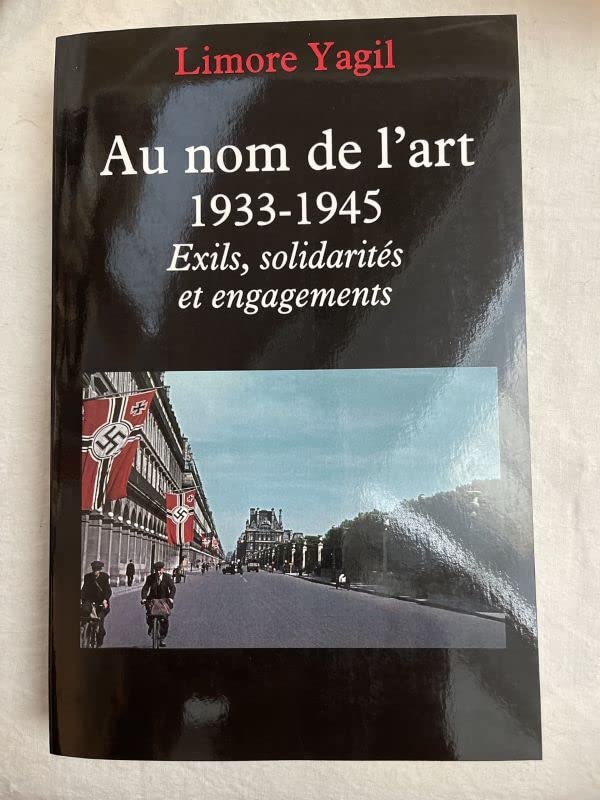 Limore Yagil
Au nom de l’art
1933-1945
Exils, solidarités
et engagements